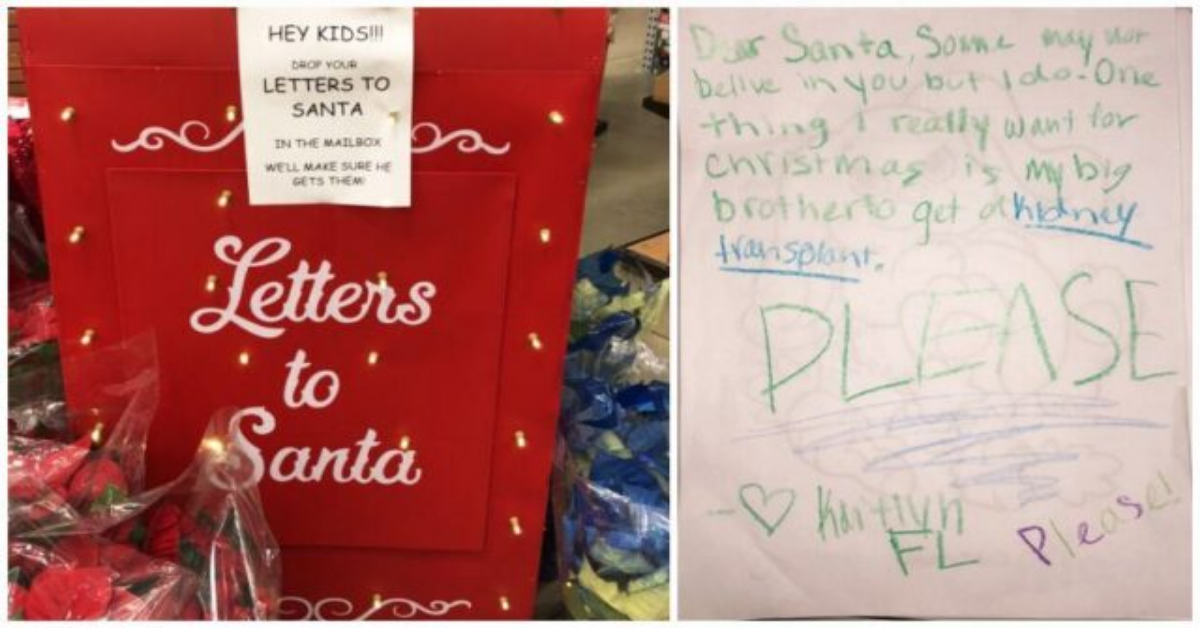 HEY KIDS!!!
DROP YOUR
LETTERS TO
SANTA
IN THE MAILBOX
WE'LL MAKE SURE HE
GETS THEM!
Letters
to
Santa
Dear Santa, Some may not
belive in you but I do. One
thing I really want for
christmas is my big
brother to get a kidney
transplant.
PLEASE
- ♡ Kaitlyn
FL
Please!